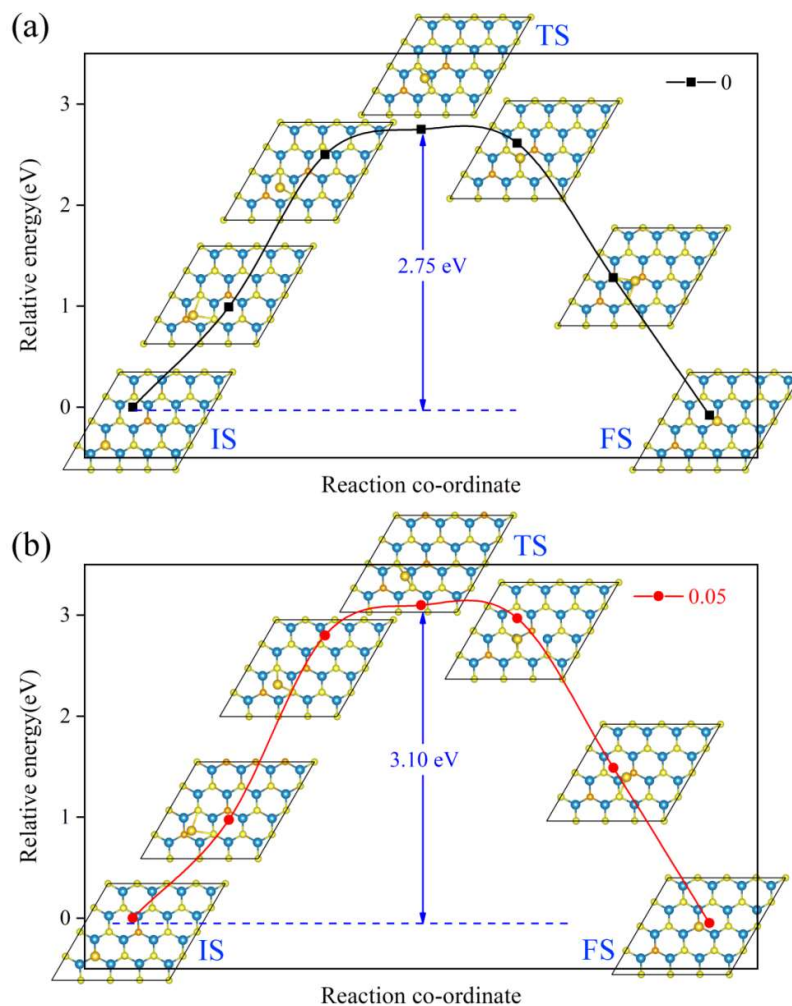 (a)
TS
0
3
2
1
0
Relative energy(eV)
2.75 eV
IS
FS
Reaction co-ordinate
(b)
TS
0.05
3
2
1
0
Relative energy(eV)
3.10 eV
IS
FS
Reaction co-ordinate